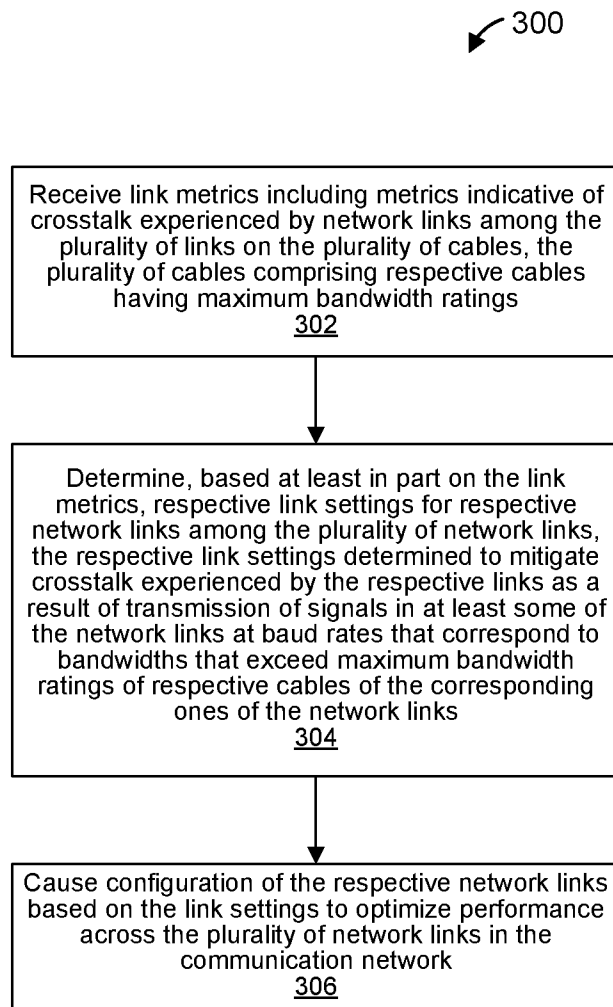 300
Receive link metrics including metrics indicative of
crosstalk experienced by network links among the
plurality of links on the plurality of cables, the
plurality of cables comprising respective cables
having maximum bandwidth ratings
302
Determine, based at least in part on the link
metrics, respective link settings for respective
network links among the plurality of network links,
the respective link settings determined to mitigate
crosstalk experienced by the respective links as a
result of transmission of signals in at least some of
the network links at baud rates that correspond to
bandwidths that exceed maximum bandwidth
ratings of respective cables of the corresponding
ones of the network links
304
Cause configuration of the respective network links
based on the link settings to optimize performance
across the plurality of network links in the
communication network
306